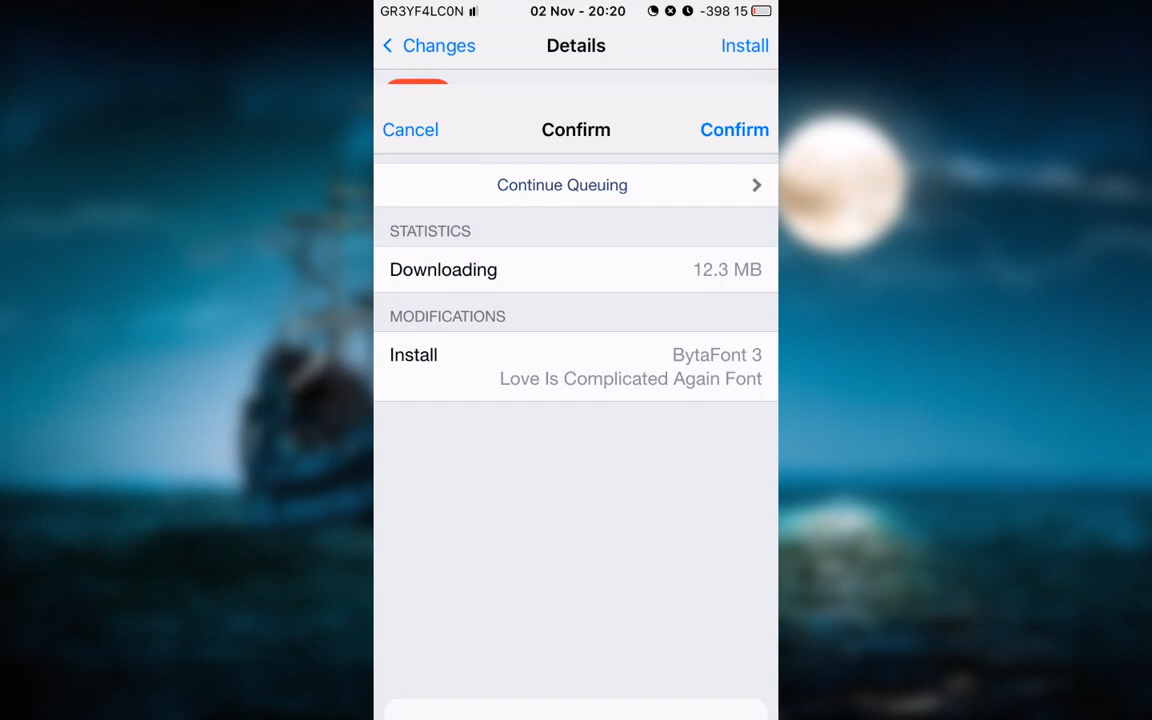 GR3YF4LC0N 02 Nov - 20:20 -398 15
Changes Details Install
Cancel Confirm Confirm
Continue Queuing
STATISTICS
Downloading 12.3 MB
MODIFICATIONS
Install BytaFont 3
Love Is Complicated Again Font